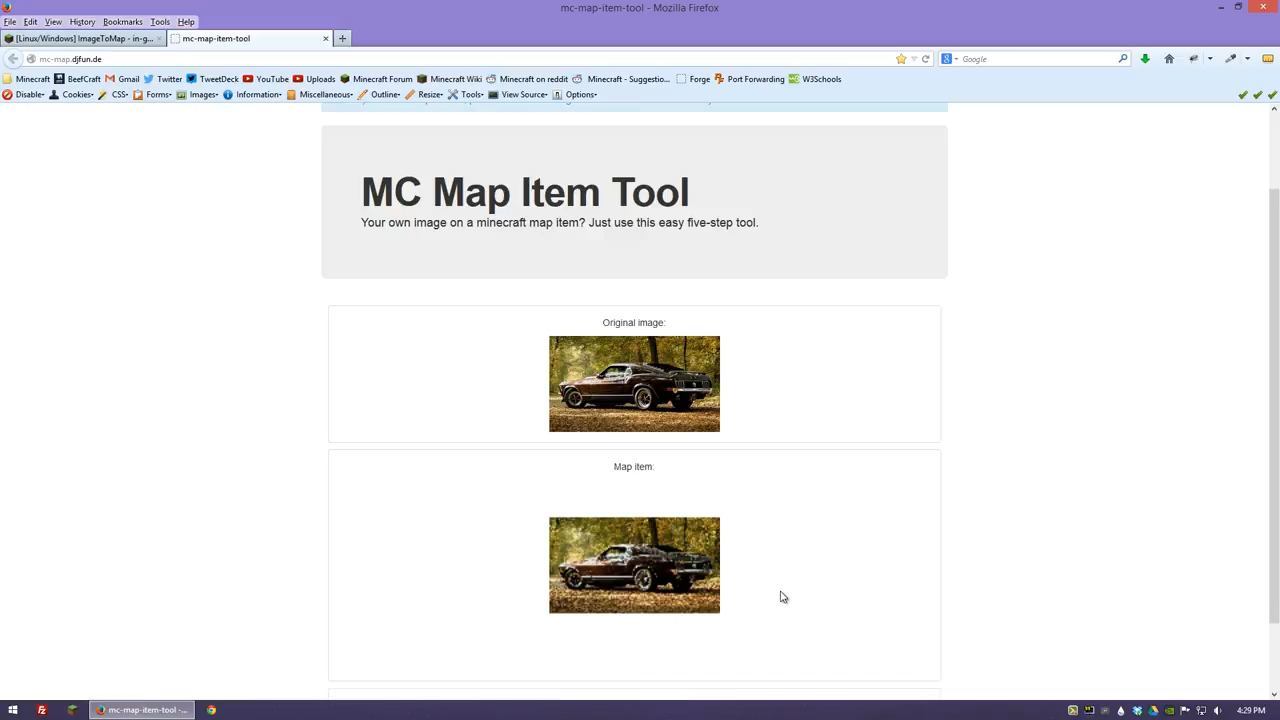 mc-map-item-tool - Mozilla Firefox
File Edit View History Bookmarks Tools Help
[Linux/Windows] ImageToMap - in-g... mc-map-item-tool
mc-map.djfun.de Google
Minecraft BeefCraft Gmail Twitter TweetDeck YouTube Uploads Minecraft Forum Minecraft Wiki Minecraft on reddit Minecraft - Suggestio... Forge Port Forwarding W3Schools
Disable Cookies CSS Forms Images Information Miscellaneous Outline Resize Tools View Source Options
MC Map Item Tool
Your own image on a minecraft map item? Just use this easy five-step tool.
Original image:
Map item:
mc-map-item-tool -... 4:29 PM